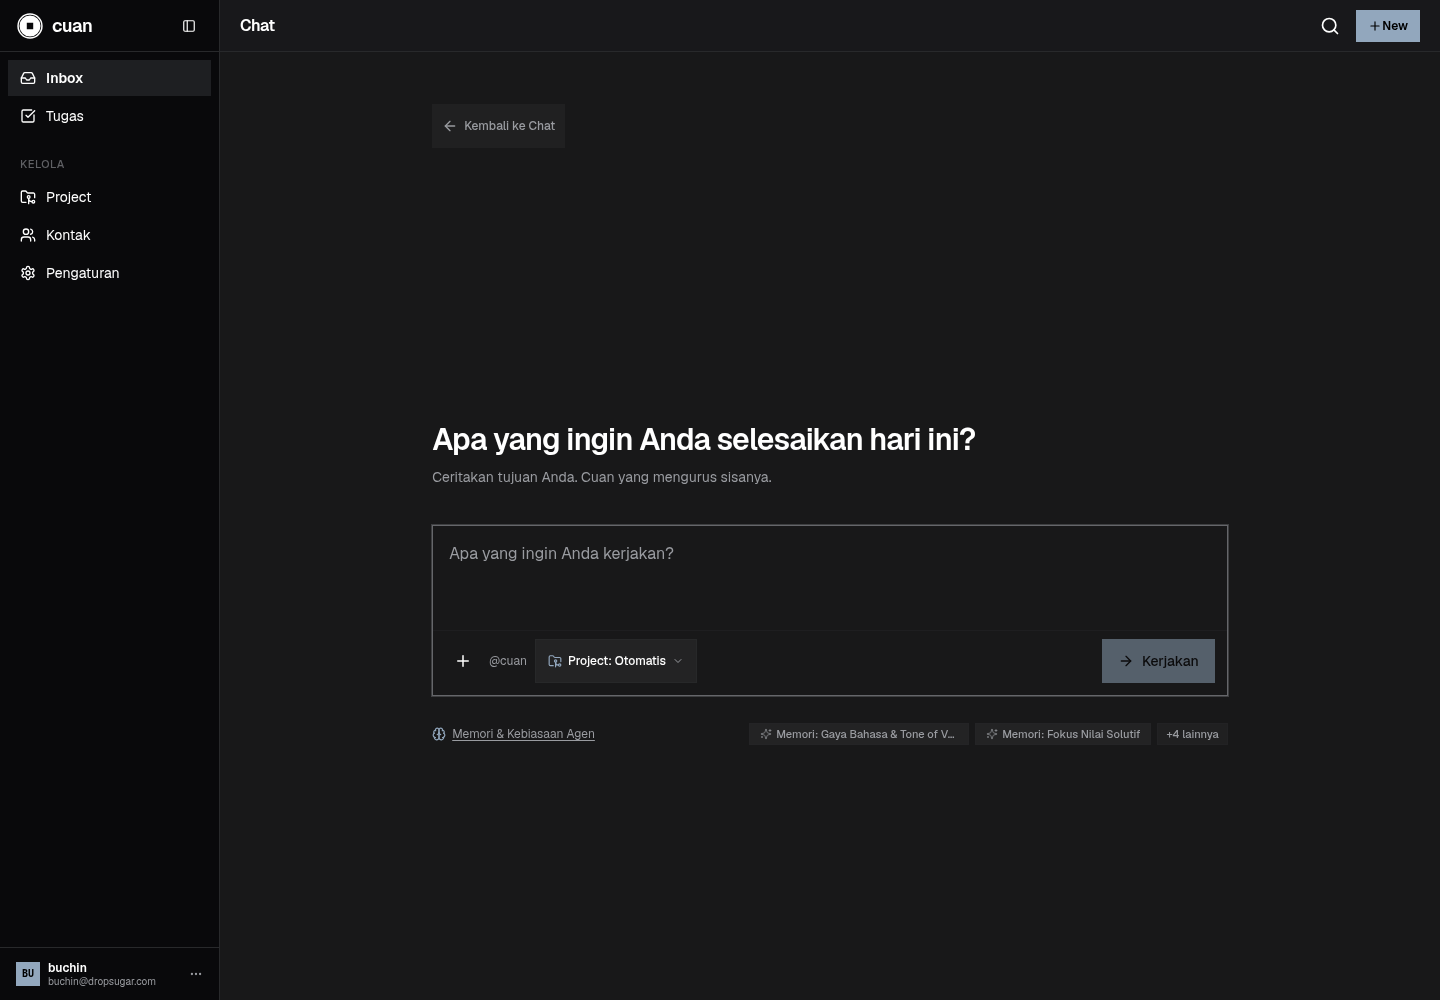 cuan
Inbox
Tugas
KELOLA
Project
Kontak
Pengaturan
BU
buchin
buchin@dropsugar.com
Chat
New
Kembali ke Chat
Apa yang ingin Anda selesaikan hari ini?
Ceritakan tujuan Anda. Cuan yang mengurus sisanya.
Apa yang ingin Anda kerjakan?
@cuan
Project: Otomatis
Kerjakan
Memori & Kebiasaan Agen
Memori: Gaya Bahasa & Tone of V...
Memori: Fokus Nilai Solutif
+4 lainnya